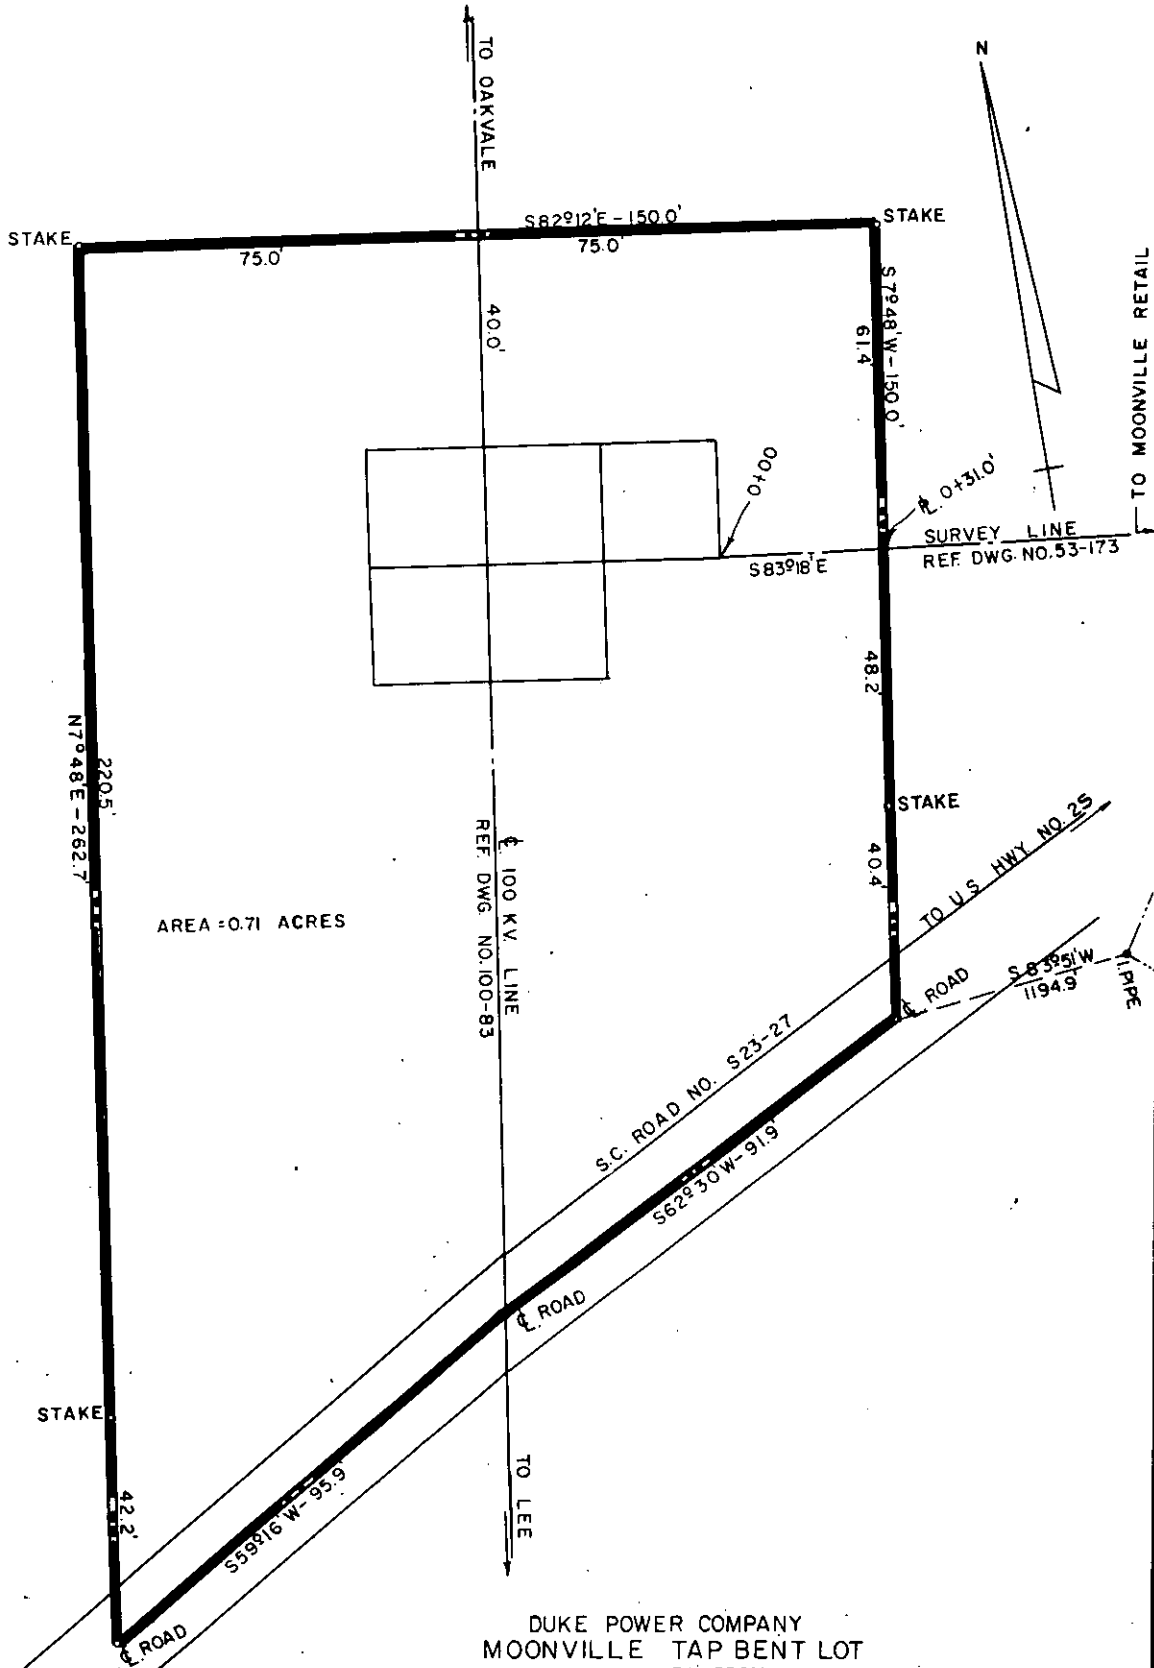 TO OAKVALE
N
STAKE
S82°12'E-150.0'
STAKE
75.0'
75.0'
S7°48'W-150.0'
61.4'
40.0'
TO MOONVILLE RETAIL
0+00
℄ 0+31.0'
SURVEY LINE
REF. DWG. NO. 53-173
S83°18'E
48.2'
N7°48'E-262.7'
220.5'
STAKE
40.4'
TO U.S HWY. NO. 25
℄ 100 KV. LINE
REF. DWG. NO. 100-83
AREA = 0.71 ACRES
S 83°51'W
1194.9'
I.PIPE
℄ ROAD
S.C. ROAD NO. S23-27
S62°30'W-91.9'
℄ ROAD
STAKE
TO LEE
42.2'
S59°16'W-95.9'
℄ ROAD
DUKE POWER COMPANY
MOONVILLE TAP BENT LOT